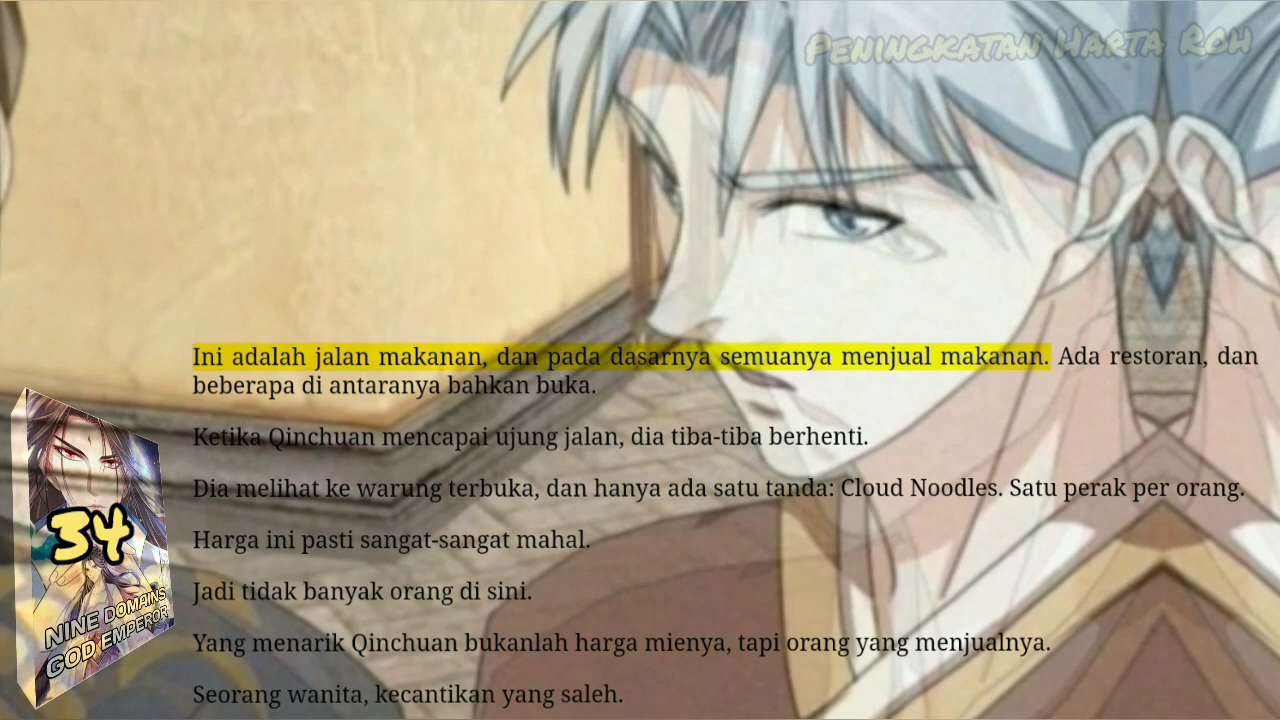 Peningkatan Harta Roh
Ini adalah jalan makanan, dan pada dasarnya semuanya menjual makanan. Ada restoran, dan
beberapa di antaranya bahkan buka.
Ketika Qinchuan mencapai ujung jalan, dia tiba-tiba berhenti.
Dia melihat ke warung terbuka, dan hanya ada satu tanda: Cloud Noodles. Satu perak per orang.
Harga ini pasti sangat-sangat mahal.
Jadi tidak banyak orang di sini.
Yang menarik Qinchuan bukanlah harga mienya, tapi orang yang menjualnya.
Seorang wanita, kecantikan yang saleh.
34
NINE DOMAINS
GOD EMPEROR